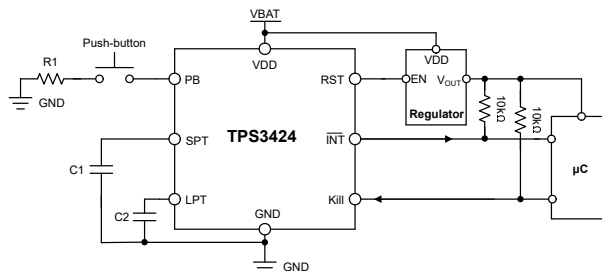 VBAT
Push-button
R1
GND
PB
VDD
RST
EN
VDD
VOUT
Regulator
10kΩ
10kΩ
TPS3424
SPT
INT
C1
µC
LPT
Kill
C2
GND
GND